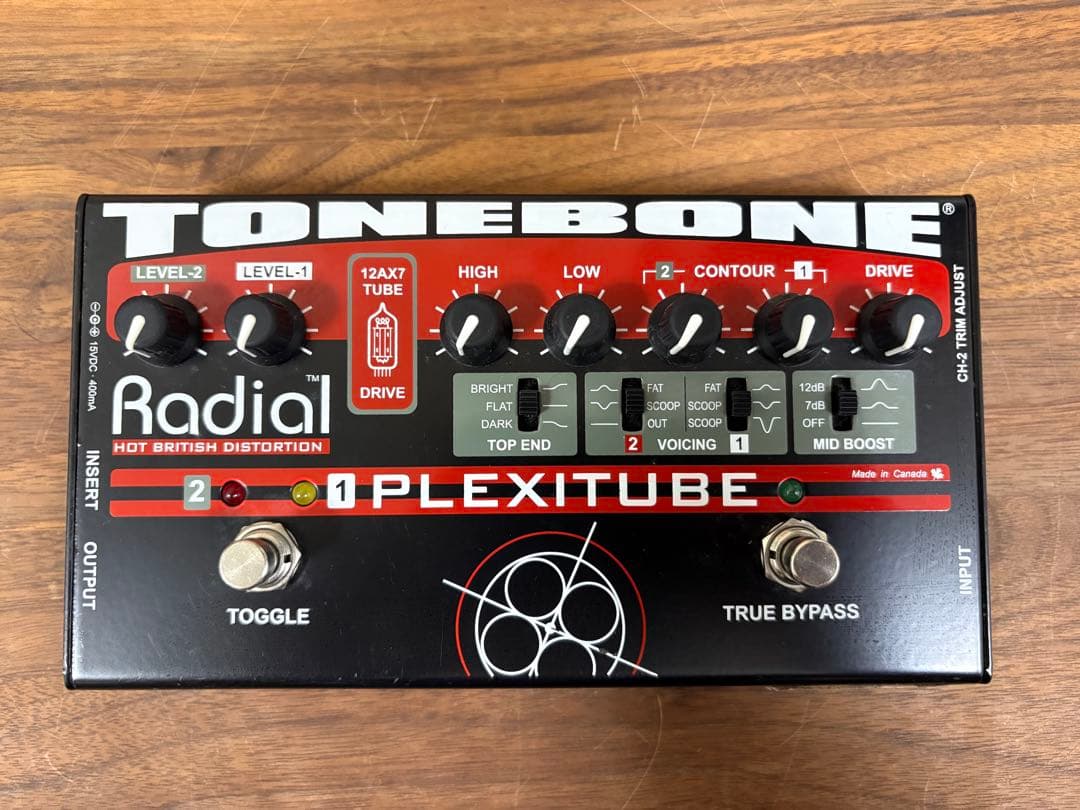 TONEBONE®
LEVEL-2
LEVEL-1
12AX7
TUBE
DRIVE
HIGH
LOW
2 CONTOUR 1
DRIVE
CH-2 TRIM ADJUST
15VDC - 400mA
Radial™
HOT BRITISH DISTORTION
BRIGHT
FLAT
DARK
TOP END
FAT
SCOOP
OUT
FAT
SCOOP
SCOOP
2 VOICING 1
12dB
7dB
OFF
MID BOOST
INSERT
OUTPUT
2
1 PLEXITUBE
Made in Canada
INPUT
TOGGLE
TRUE BYPASS